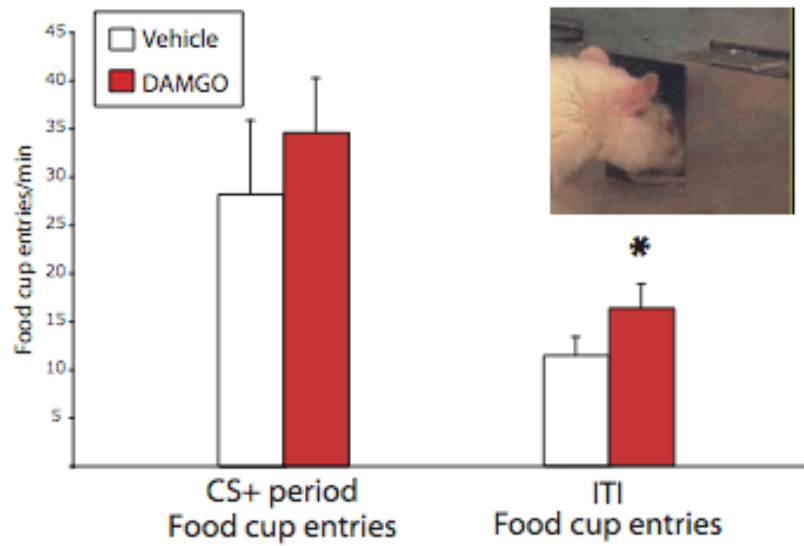 45
40
35
30
25
20
15
10
5
Food cup entries/min
Vehicle
DAMGO
*
CS+ period
Food cup entries
ITI
Food cup entries